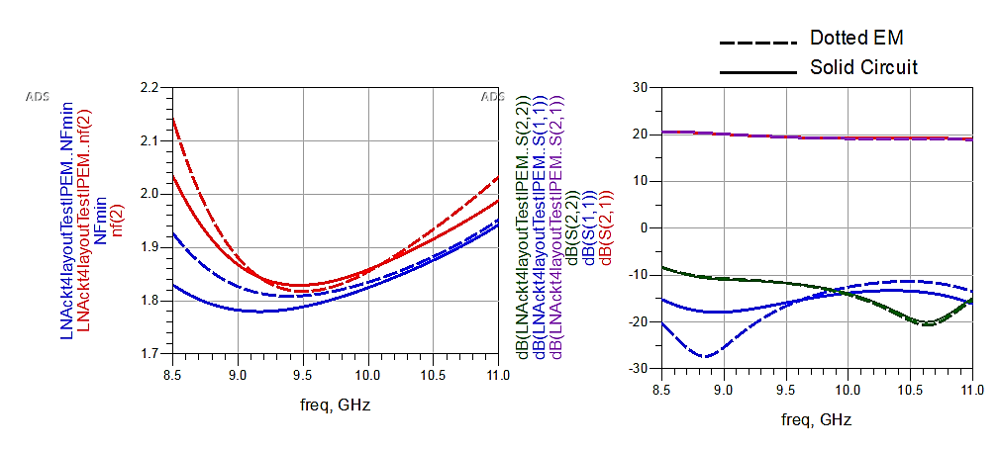 Dotted EM
Solid Circuit
ADS
LNAckt4layoutTestIPEM..NFmin
LNAckt4layoutTestIPEM..nf(2)
NFmin
nf(2)
2.2
2.1
2.0
1.9
1.8
1.7
8.5 9.0 9.5 10.0 10.5 11.0
freq, GHz
ADS
dB(LNAckt4layoutTestIPEM..S(2,2))
dB(LNAckt4layoutTestIPEM..S(1,1))
dB(LNAckt4layoutTestIPEM..S(2,1))
dB(S(2,2))
dB(S(1,1))
dB(S(2,1))
30
20
10
0
-10
-20
-30
8.5 9.0 9.5 10.0 10.5 11.0
freq, GHz